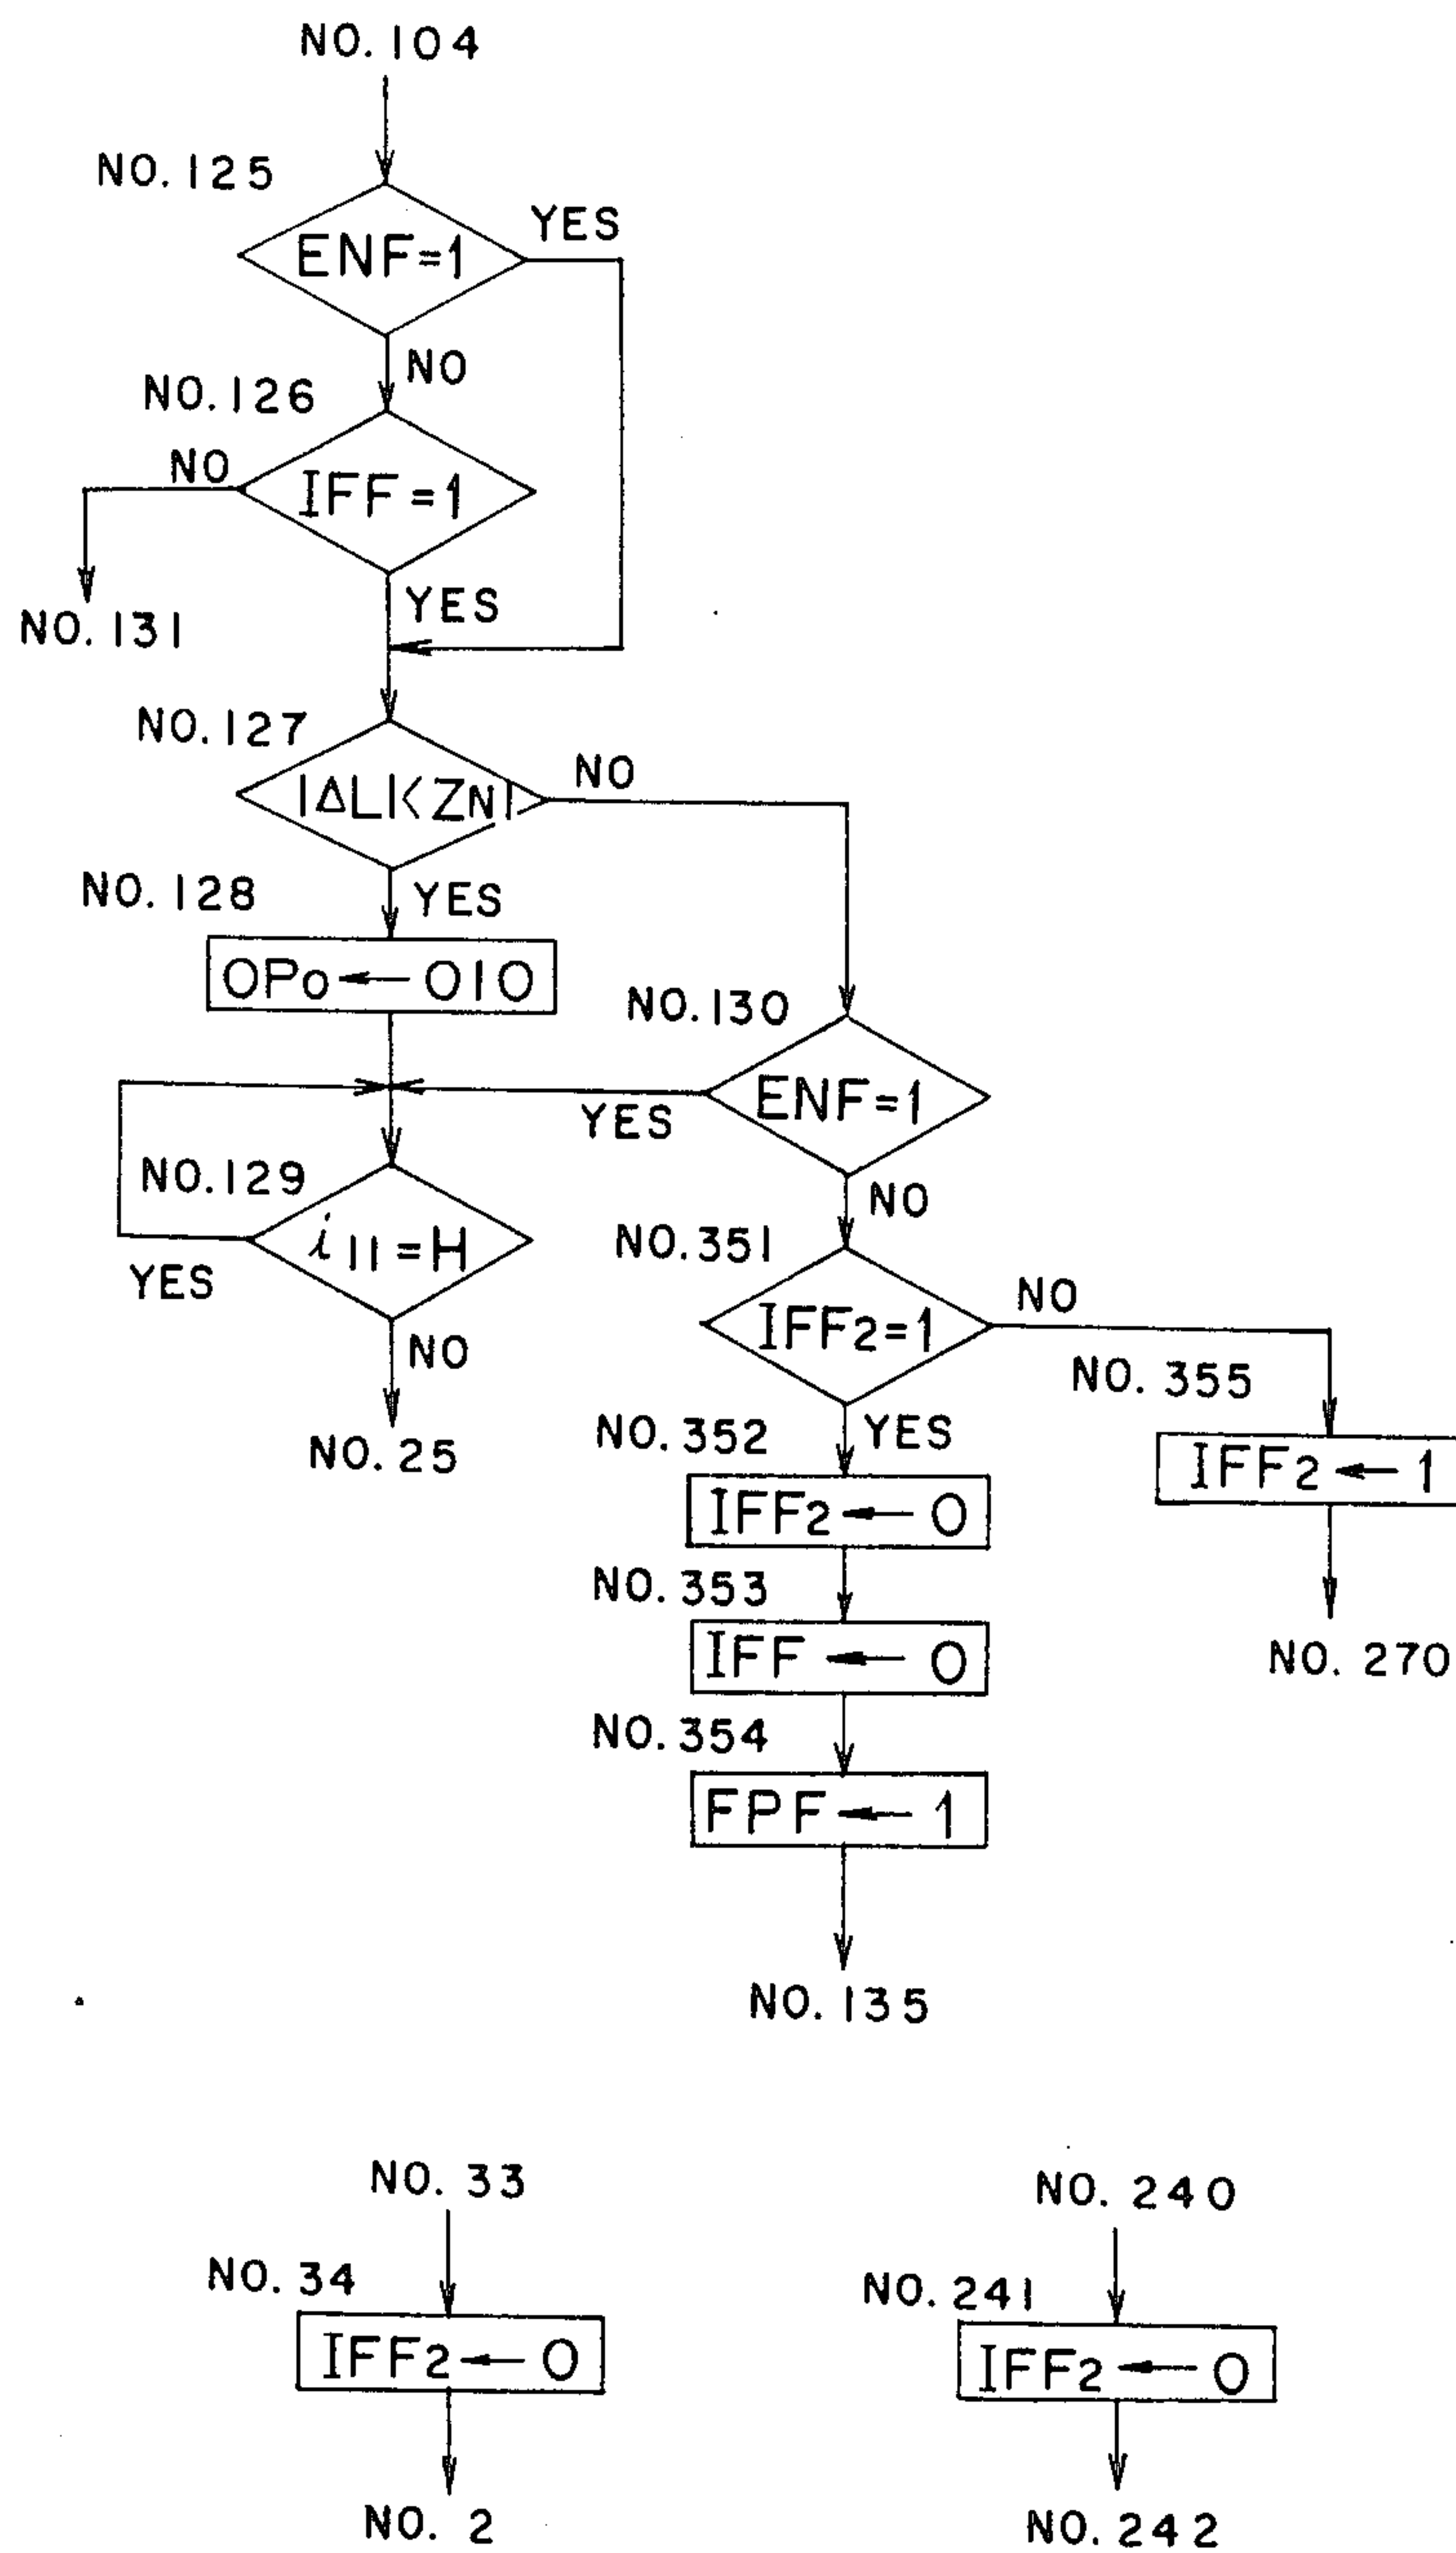 NO. 104
NO. 125
ENF=1
YES
NO
NO. 126
IFF=1
NO
YES
NO. 131
NO. 127
|ΔL|<ZN1
NO
YES
NO. 128
OPo ← 010
NO. 130
ENF=1
YES
NO
NO. 129
i11=H
YES
NO
NO. 25
NO. 351
IFF2=1
NO
YES
NO. 355
IFF2 ← 1
NO. 270
NO. 352
IFF2 ← 0
NO. 353
IFF ← 0
NO. 354
FPF ← 1
NO. 135
NO. 33
NO. 34
IFF2 ← 0
NO. 2
NO. 240
NO. 241
IFF2 ← 0
NO. 242